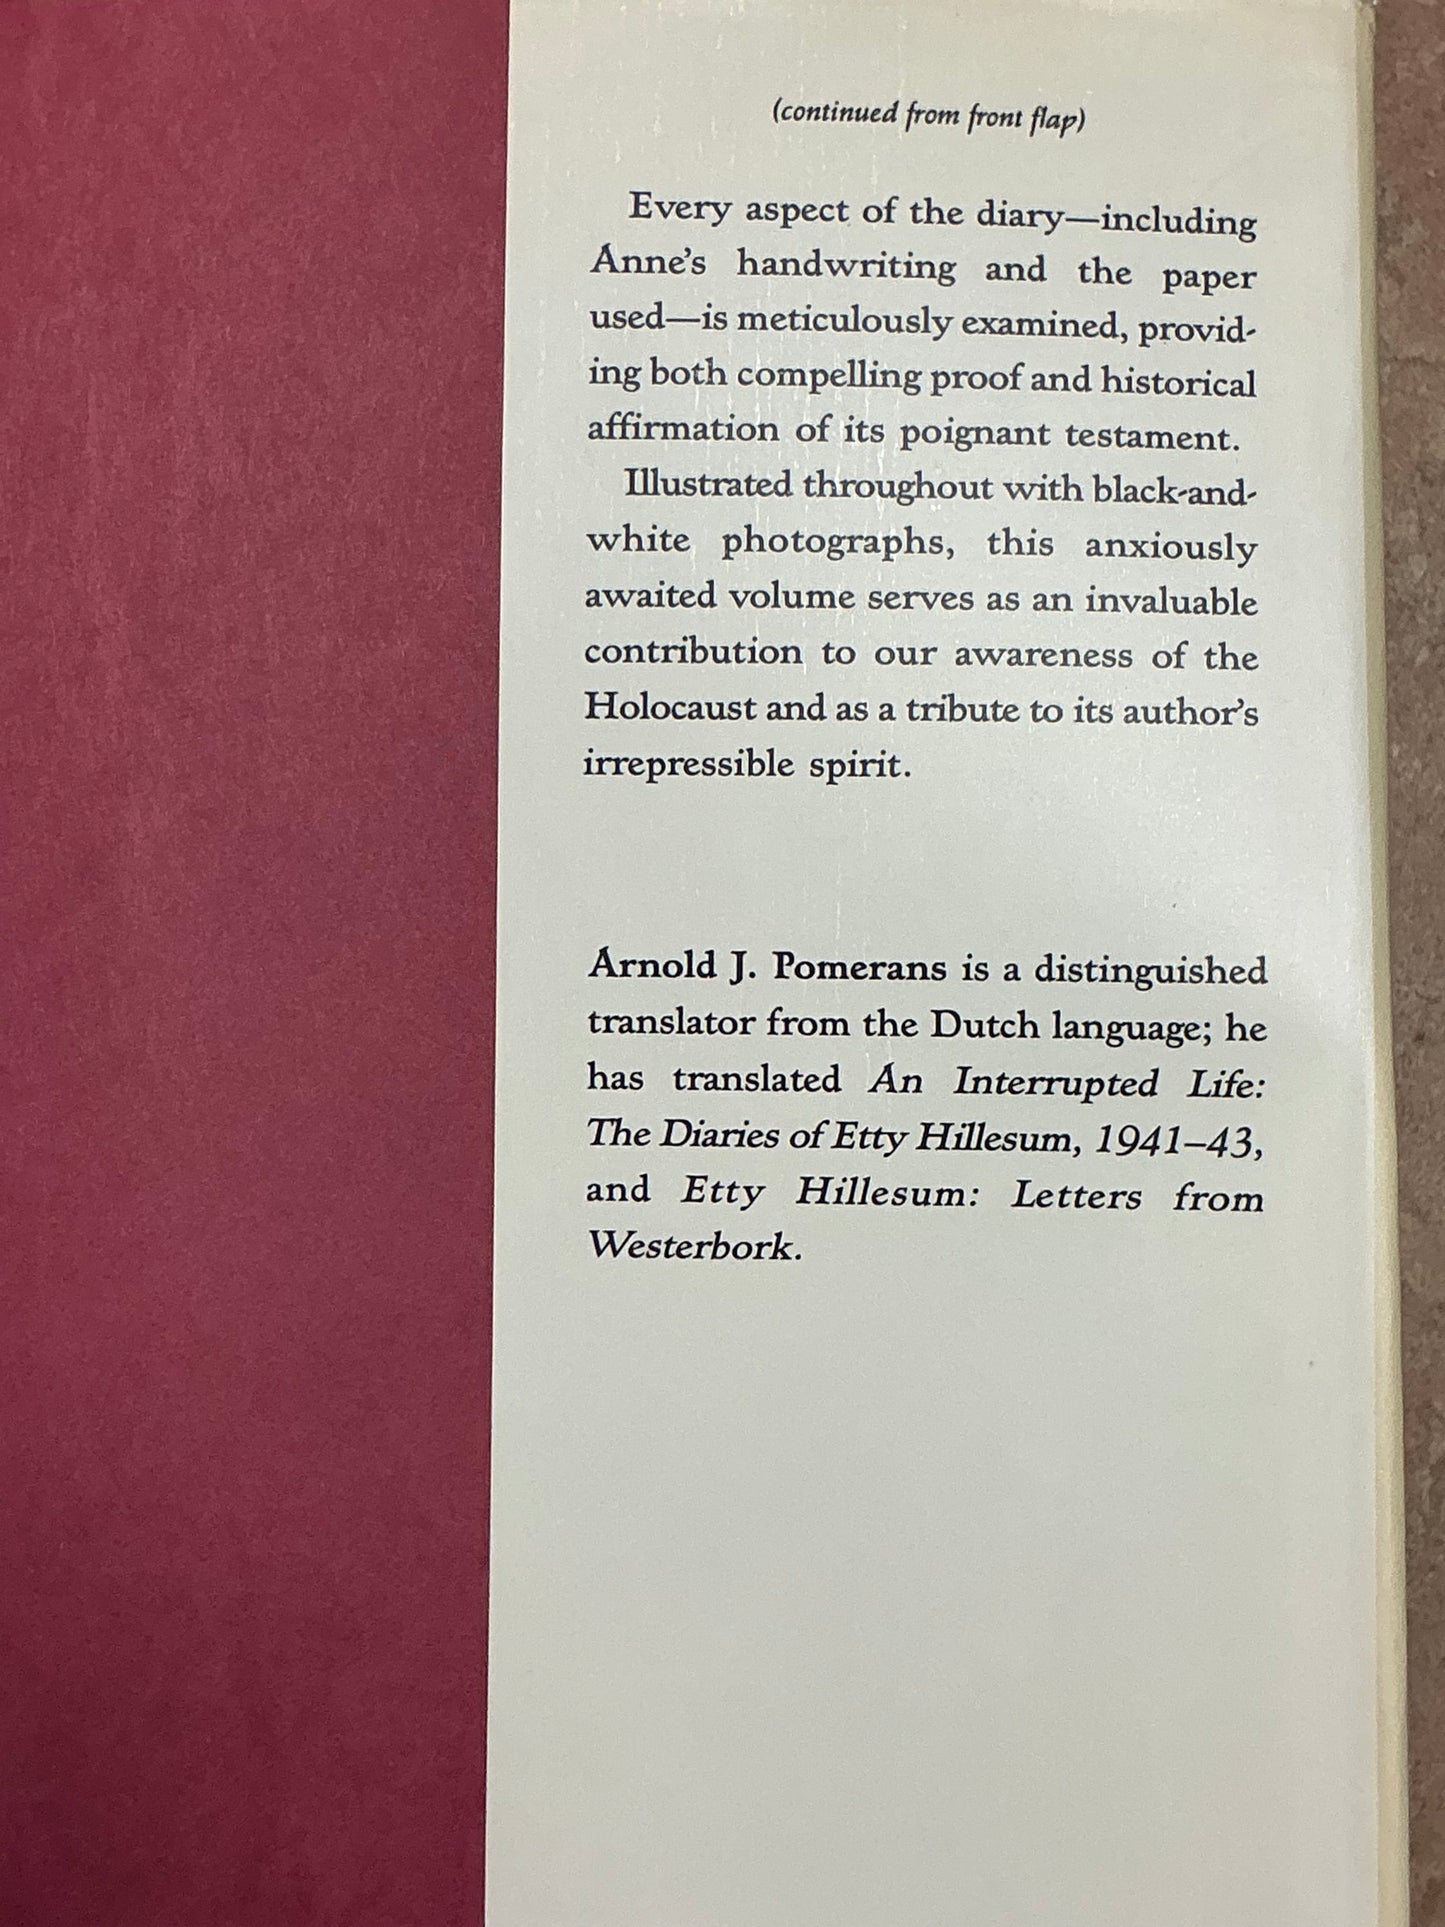 (continued from front flap)
Every aspect of the diary—including
Anne’s handwriting and the paper
used—is meticulously examined, provid-
ing both compelling proof and historical
affirmation of its poignant testament.
Illustrated throughout with black-and-
white photographs, this anxiously
awaited volume serves as an invaluable
contribution to our awareness of the
Holocaust and as a tribute to its author’s
irrepressible spirit.
Arnold J. Pomerans is a distinguished
translator from the Dutch language; he
has translated An Interrupted Life:
The Diaries of Etty Hillesum, 1941–43,
and Etty Hillesum: Letters from
Westerbork.